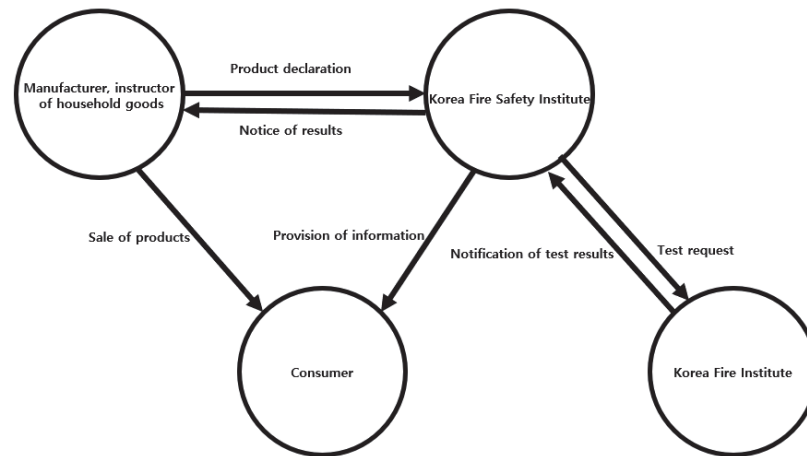 Product declaration
Manufacturer, instructor
of household goods
Korea Fire Safety Institute
Notice of results
Sale of products
Provision of information
Notification of test results
Test request
Consumer
Korea Fire Institute